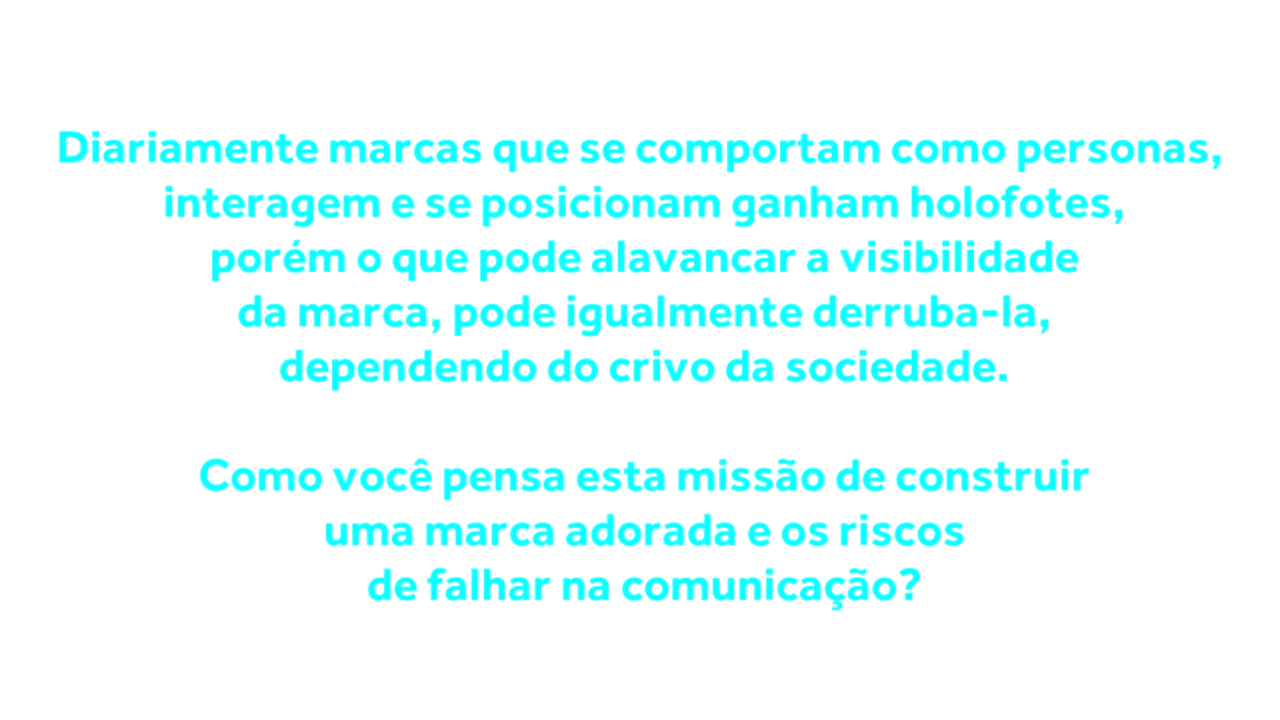 Diariamente marcas que se comportam como personas,
interagem e se posicionam ganham holofotes,
porém o que pode alavancar a visibilidade
da marca, pode igualmente derruba-la,
dependendo do crivo da sociedade.
Como você pensa esta missão de construir
uma marca adorada e os riscos
de falhar na comunicação?